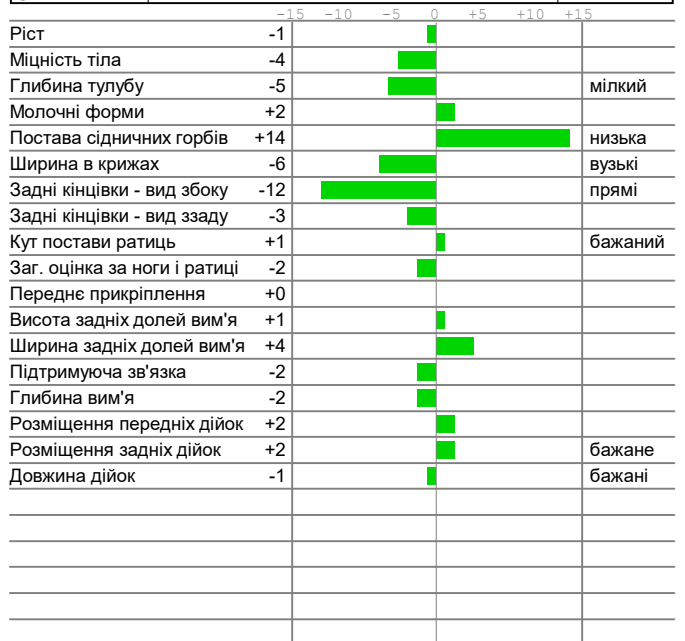 -15 -10 -5 0 +5 +10 +15
Ріст -1
Міцність тіла -4
Глибина тулубу -5 мілкий
Молочні форми +2
Постава сідничних горбів +14 низька
Ширина в крижах -6 вузькі
Задні кінцівки - вид збоку -12 прямі
Задні кінцівки - вид ззаду -3
Кут постави ратиць +1 бажаний
Заг. оцінка за ноги і ратиці -2
Переднє прикріплення +0
Висота задніх долей вим'я +1
Ширина задніх долей вим'я +4
Підтримуюча зв'язка -2
Глибина вим'я -2
Розміщення передніх дійок +2
Розміщення задніх дійок +2 бажане
Довжина дійок -1 бажані